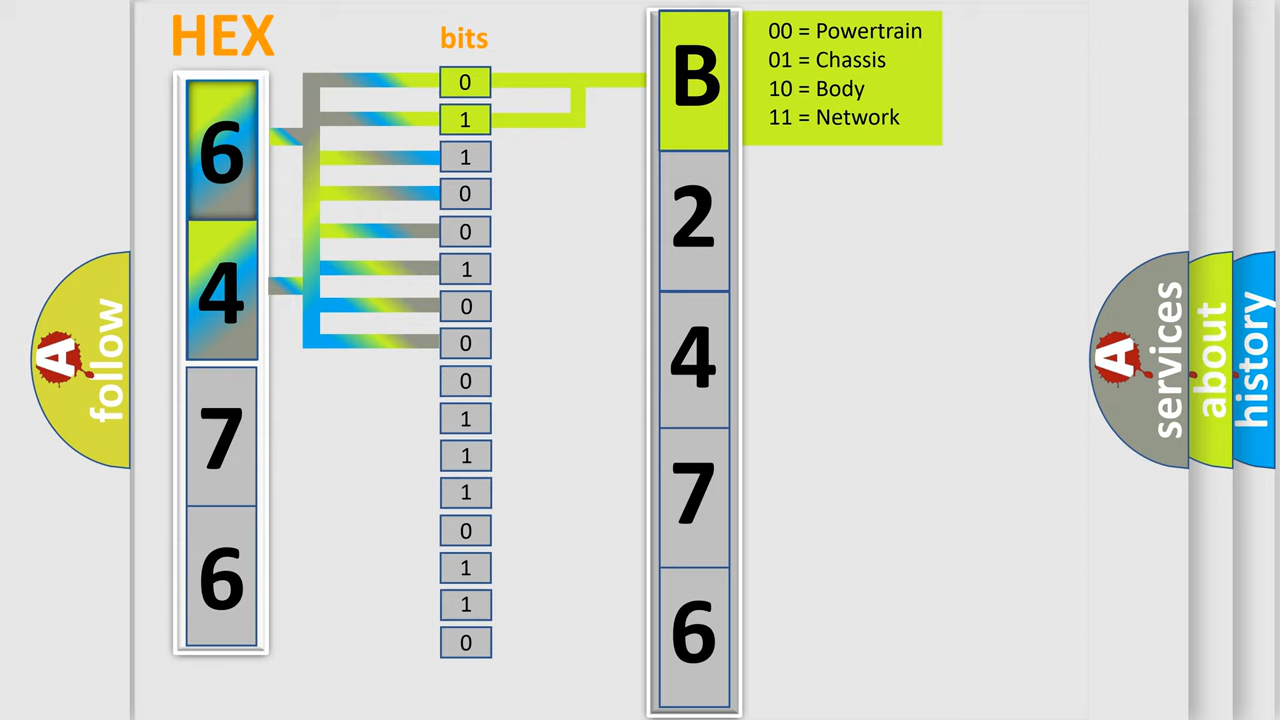 HEX
bits
6
4
7
6
0
1
1
0
0
1
0
0
0
1
1
1
0
1
1
0
B
2
4
7
6
00 = Powertrain
01 = Chassis
10 = Body
11 = Network
A
follow
A
services
about
history